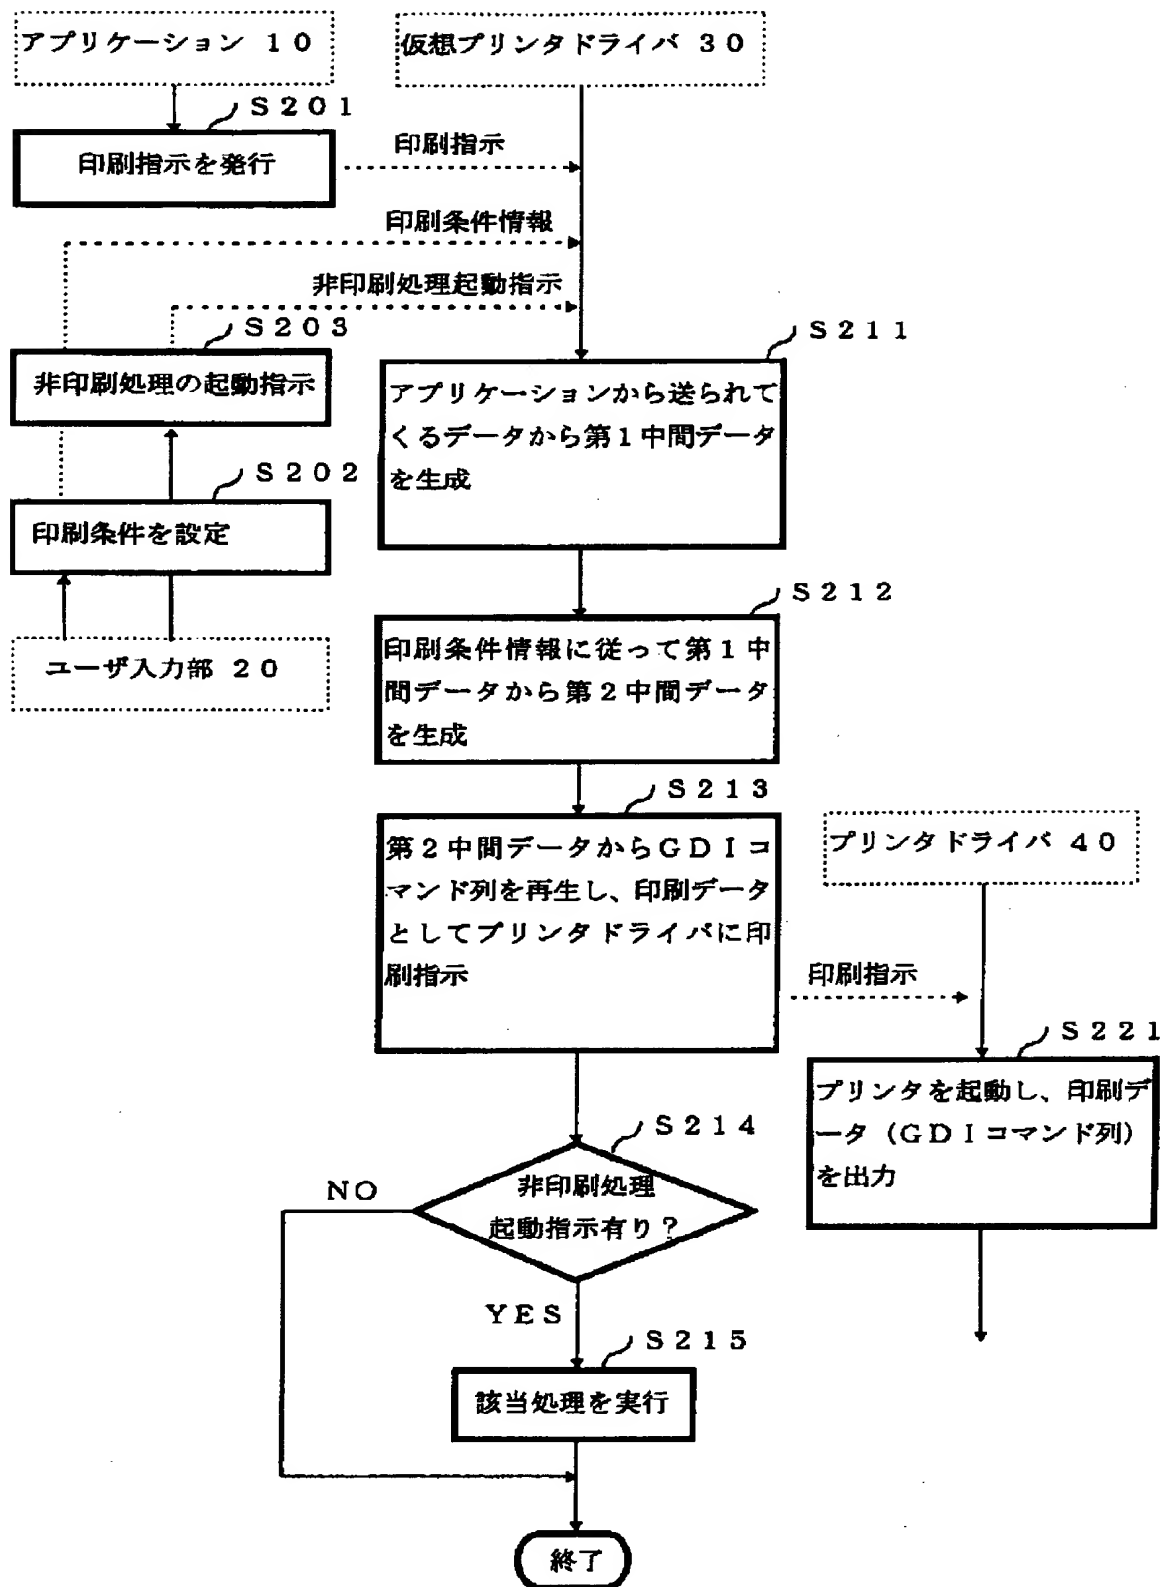 アプリケーション １０
仮想プリンタドライバ ３０
Ｓ２０１
印刷指示を発行
印刷指示
印刷条件情報
非印刷処理起動指示
Ｓ２０３
非印刷処理の起動指示
Ｓ２０２
印刷条件を設定
ユーザ入力部 ２０
Ｓ２１１
アプリケーションから送られて
くるデータから第１中間データ
を生成
Ｓ２１２
印刷条件情報に従って第１中
間データから第２中間データ
を生成
Ｓ２１３
第２中間データからＧＤＩコ
マンド列を再生し、印刷データ
としてプリンタドライバに印
刷指示
プリンタドライバ ４０
印刷指示
Ｓ２２１
プリンタを起動し、印刷デ
ータ（ＧＤＩコマンド列）
を出力
Ｓ２１４
非印刷処理
起動指示有り？
ＮＯ
ＹＥＳ
Ｓ２１５
該当処理を実行
終了